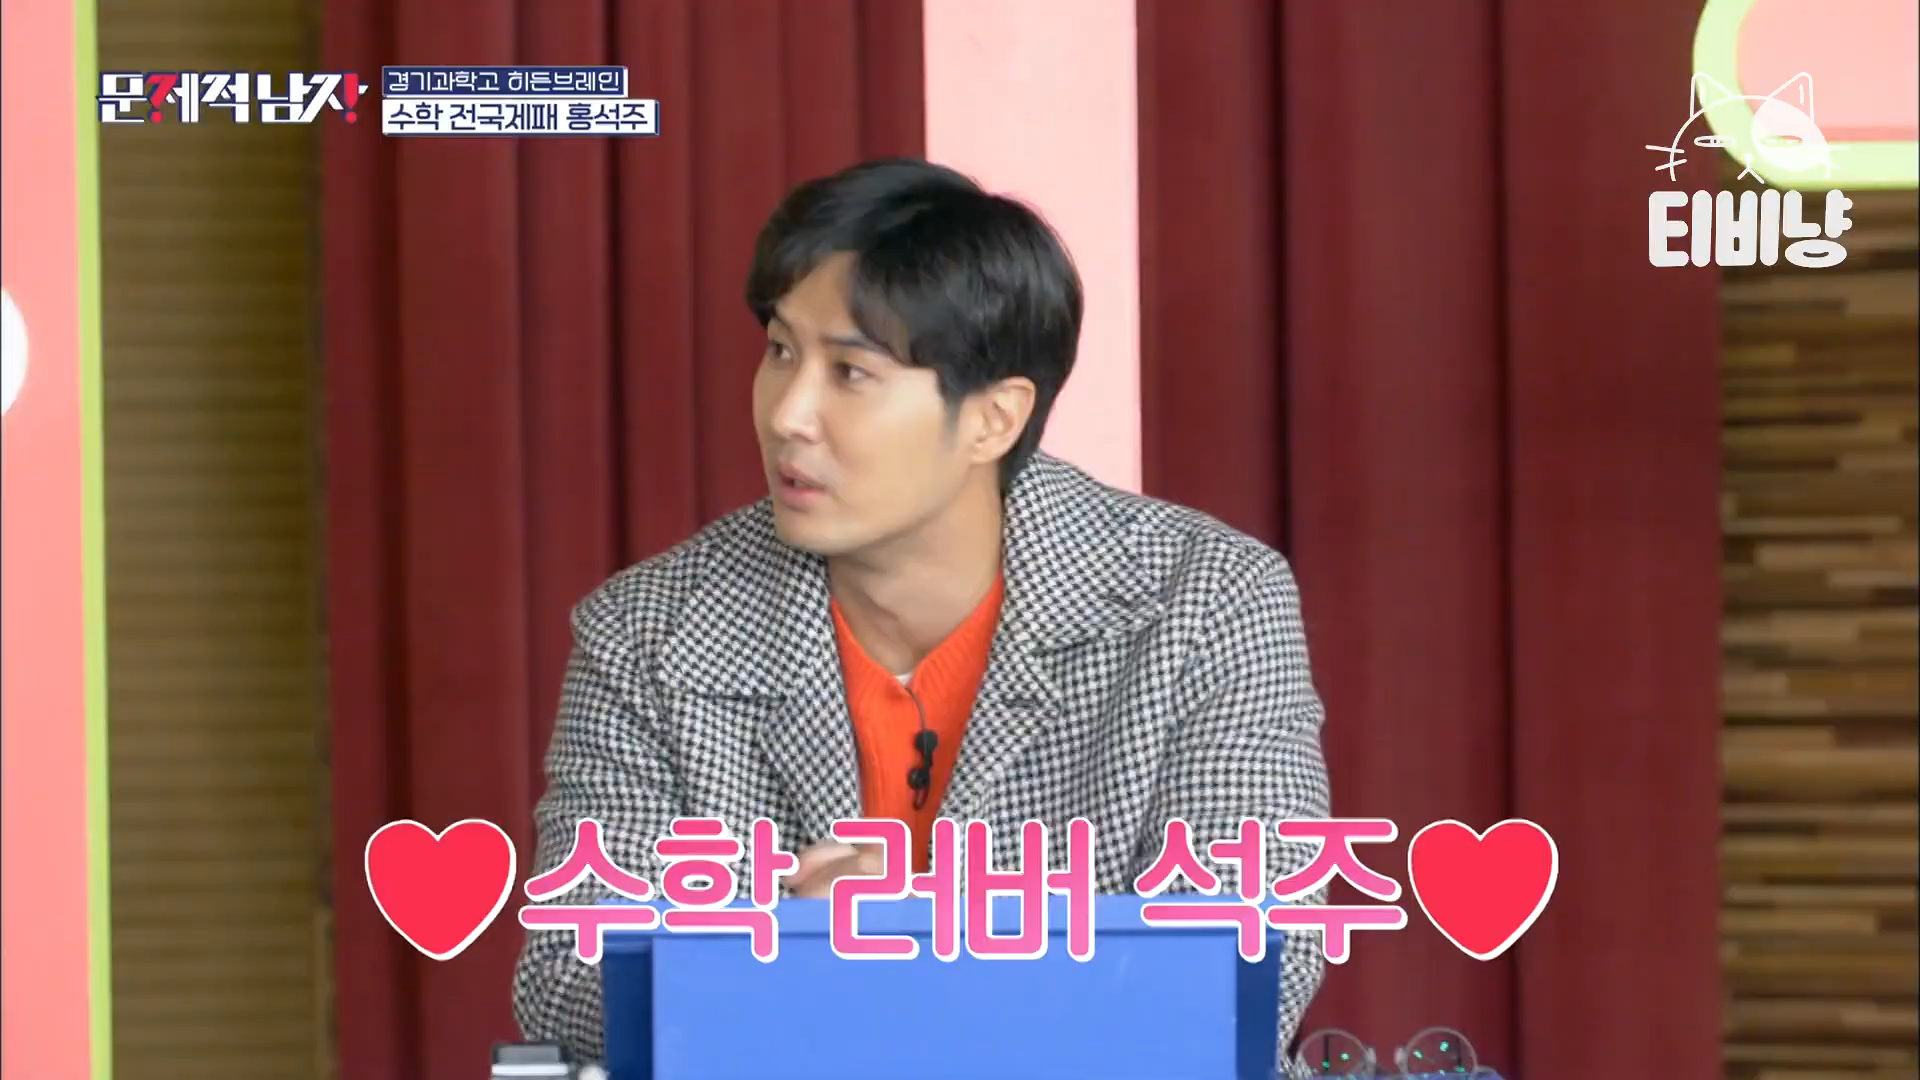 문제적남자
경기과학고 히든브레인
수학 전국제패 홍석주
티비냥
수학 러버 석주